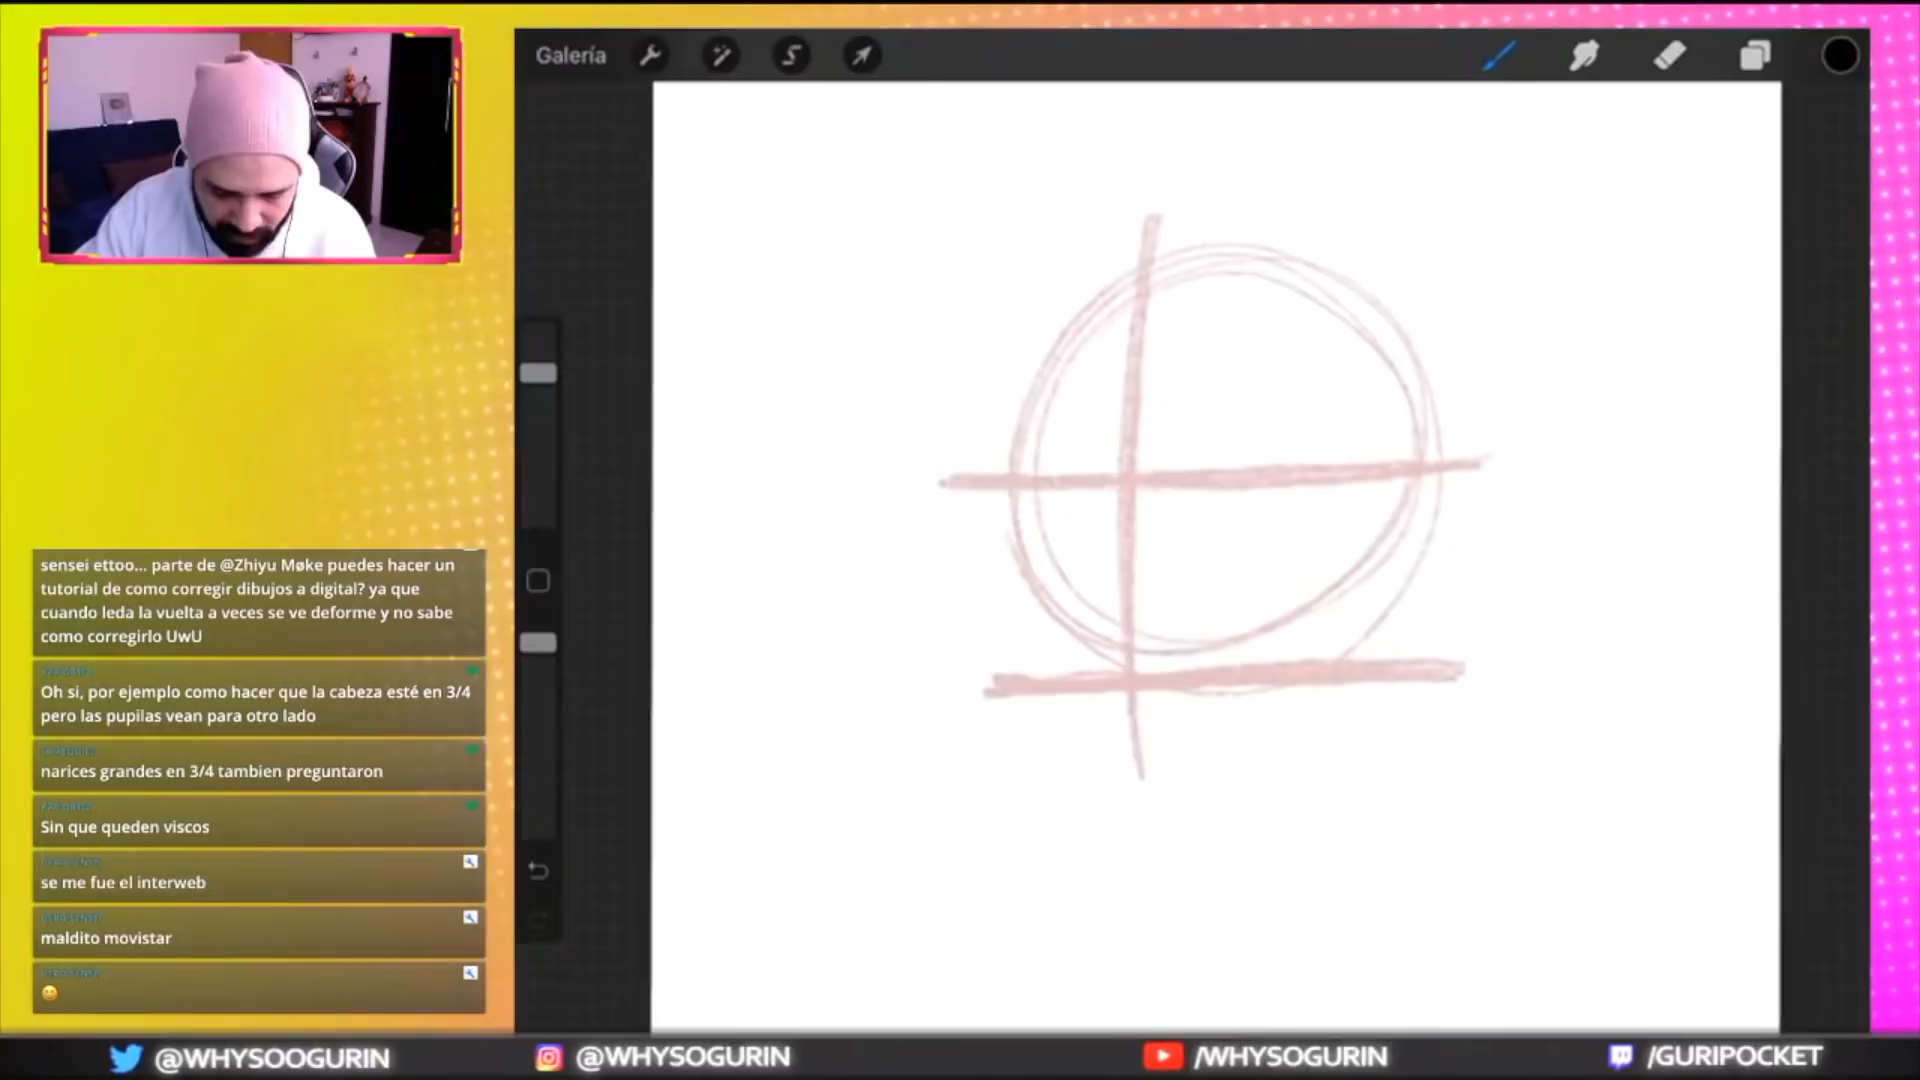 Galería
sensei ettoo... parte de @Zhiyu Møke puedes hacer un
tutorial de como corregir dibujos a digital? ya que
cuando leda la vuelta a veces se ve deforme y no sabe
como corregirlo UwU
Oh si, por ejemplo como hacer que la cabeza esté en 3/4
pero las pupilas vean para otro lado
narices grandes en 3/4 tambien preguntaron
Sin que queden viscos
se me fue el interweb
maldito movistar
@WHYSOOGURIN
@WHYSOGURIN
/WHYSOGURIN
/GURIPOCKET